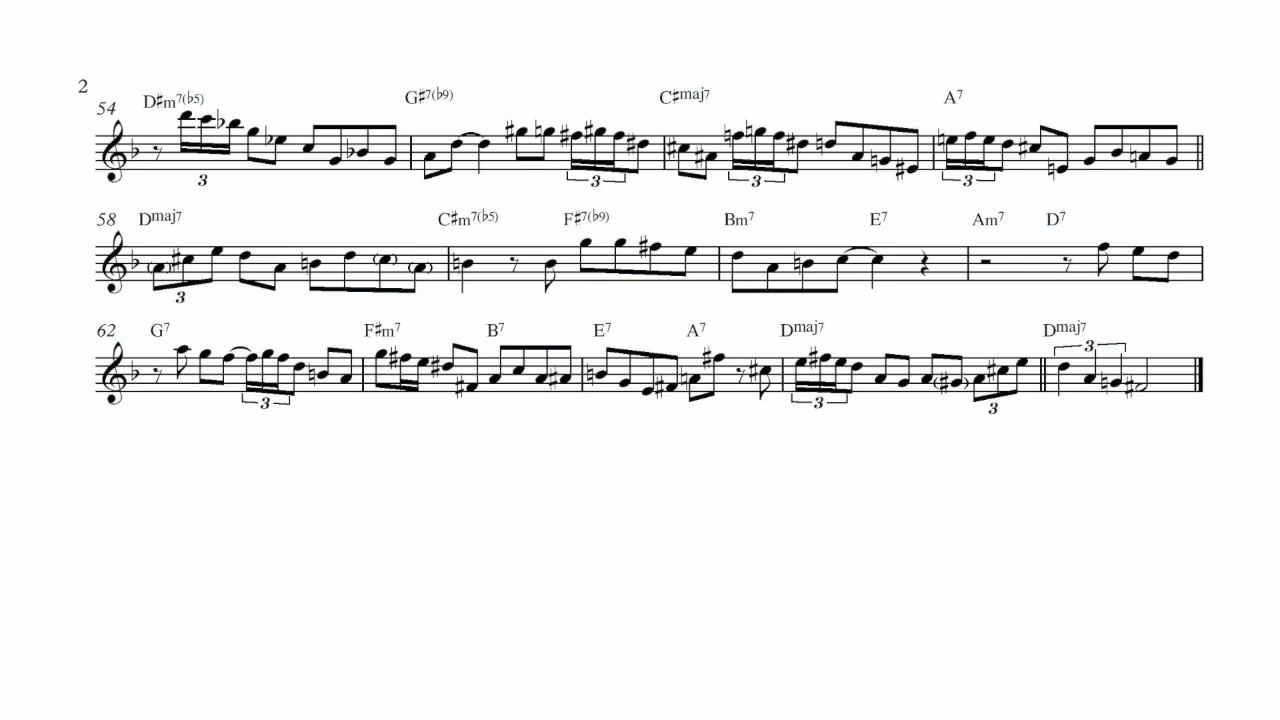 2
54 D♯m7(♭5) G♯7(♭9) C♯maj7 A7
3 3 3 3
58 Dmaj7 C♯m7(♭5) F♯7(♭9) Bm7 E7 Am7 D7
3
62 G7 F♯m7 B7 E7 A7 Dmaj7 Dmaj7
3
3 3 3